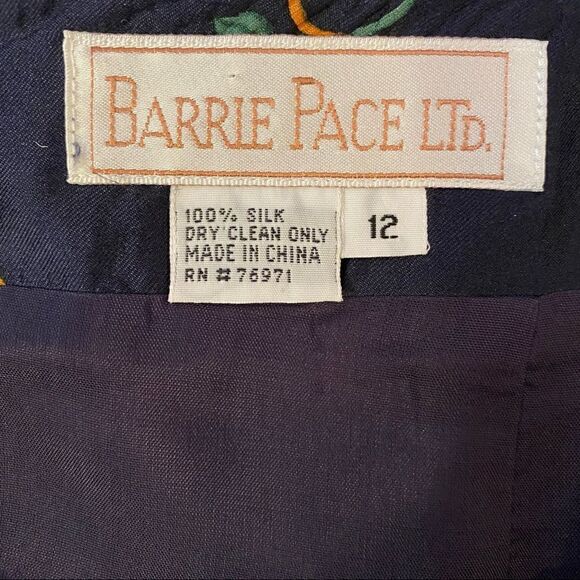 BARRIE PACE LTD.
100% SILK
DRY CLEAN ONLY
MADE IN CHINA
RN # 76971
12